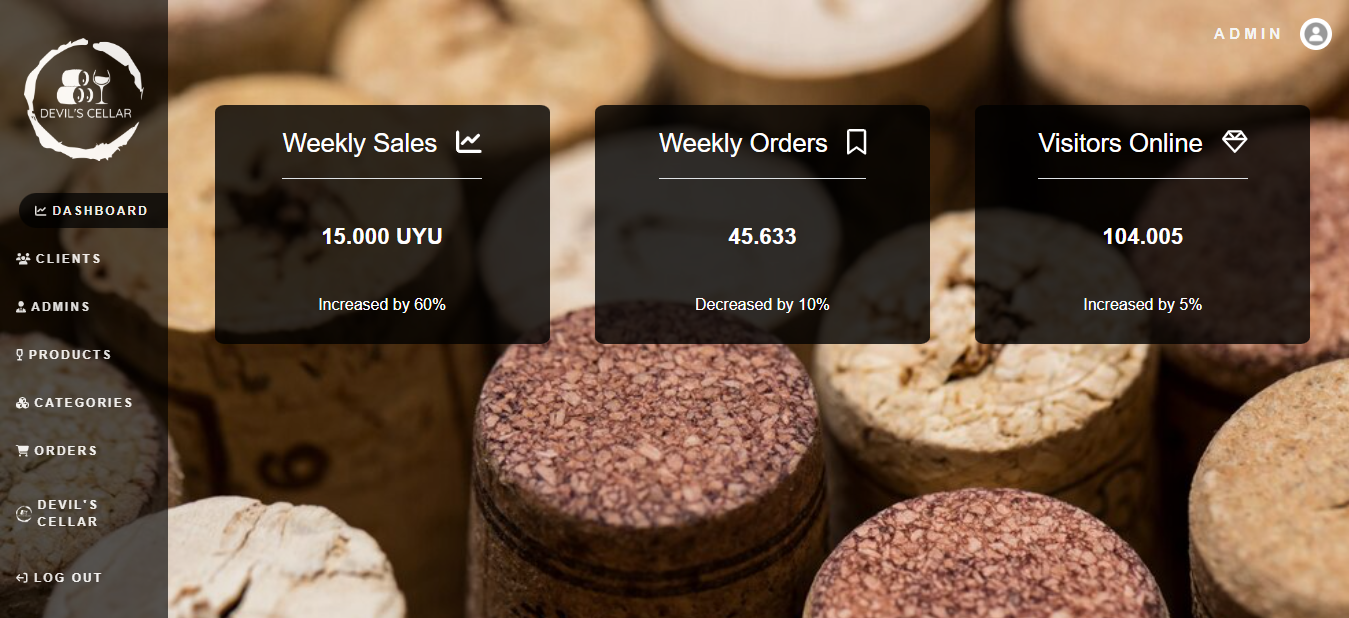 DEVIL'S CELLAR
DASHBOARD
CLIENTS
ADMINS
PRODUCTS
CATEGORIES
ORDERS
DEVIL'S
CELLAR
LOG OUT
ADMIN
Weekly Sales
15.000 UYU
Increased by 60%
Weekly Orders
45.633
Decreased by 10%
Visitors Online
104.005
Increased by 5%